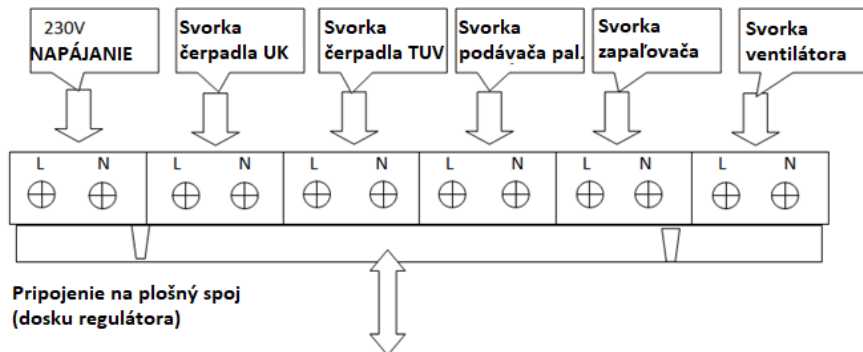 230V
NAPÁJANIE
Svorka
čerpadla UK
Svorka
čerpadla TUV
Svorka
podávača pal.
Svorka
zapaľovača
Svorka
ventilátora
L N L N L N L N L N L N
Pripojenie na plošný spoj
(dosku regulátora)